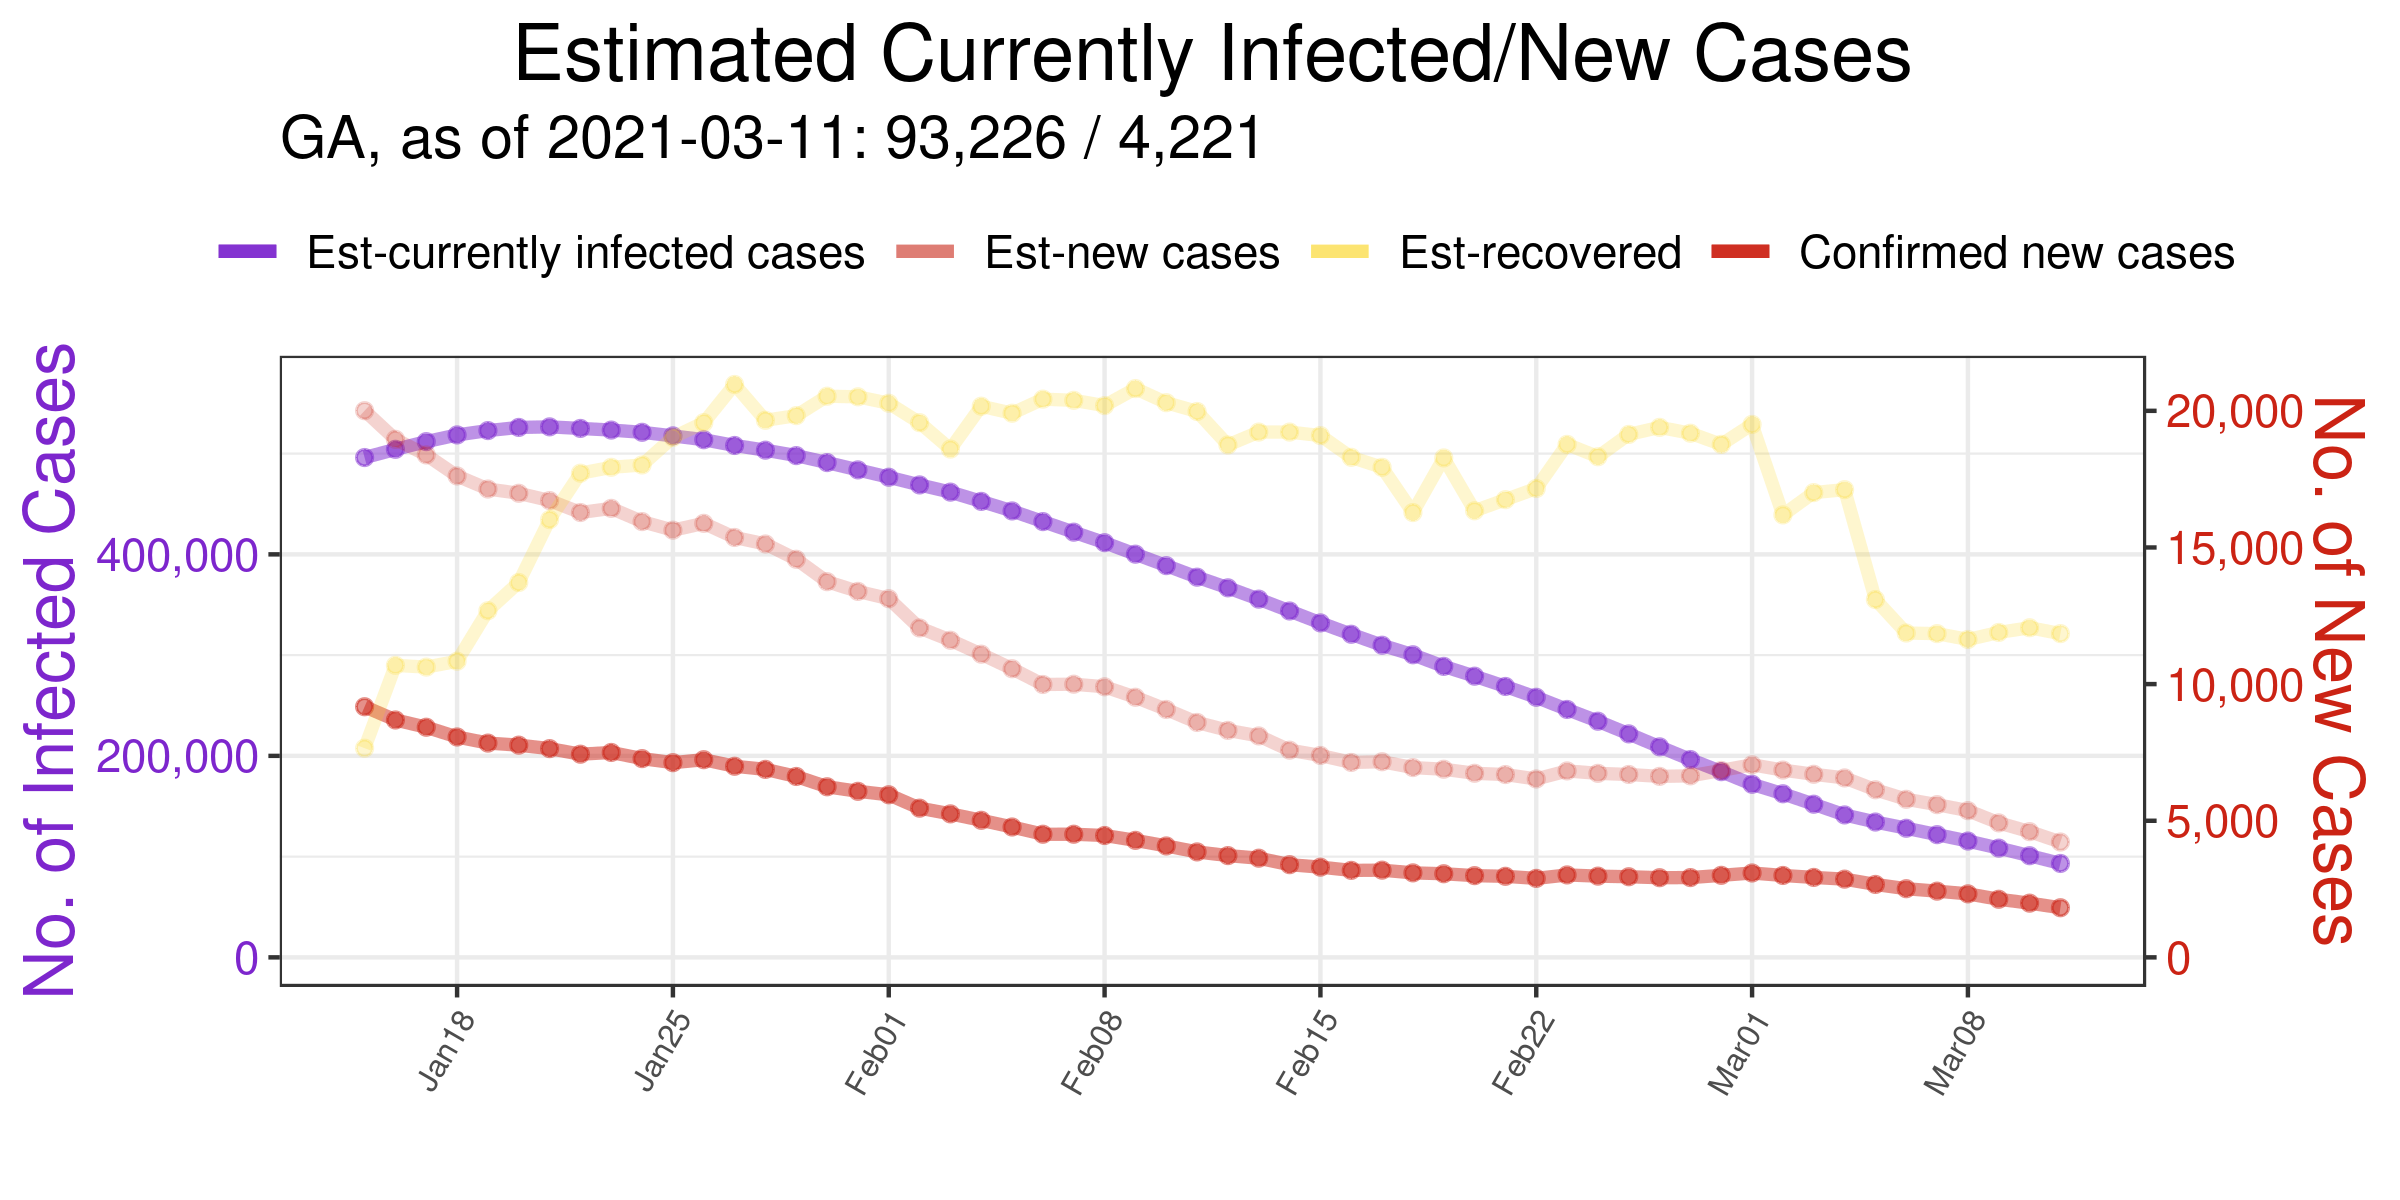 Estimated Currently Infected/New Cases
GA, as of 2021-03-11: 93,226 / 4,221
Est-currently infected cases
Est-new cases
Est-recovered
Confirmed new cases
No. of Infected Cases
400,000
200,000
0
20,000
15,000
10,000
5,000
0
No. of New Cases
Jan18
Jan25
Feb01
Feb08
Feb15
Feb22
Mar01
Mar08